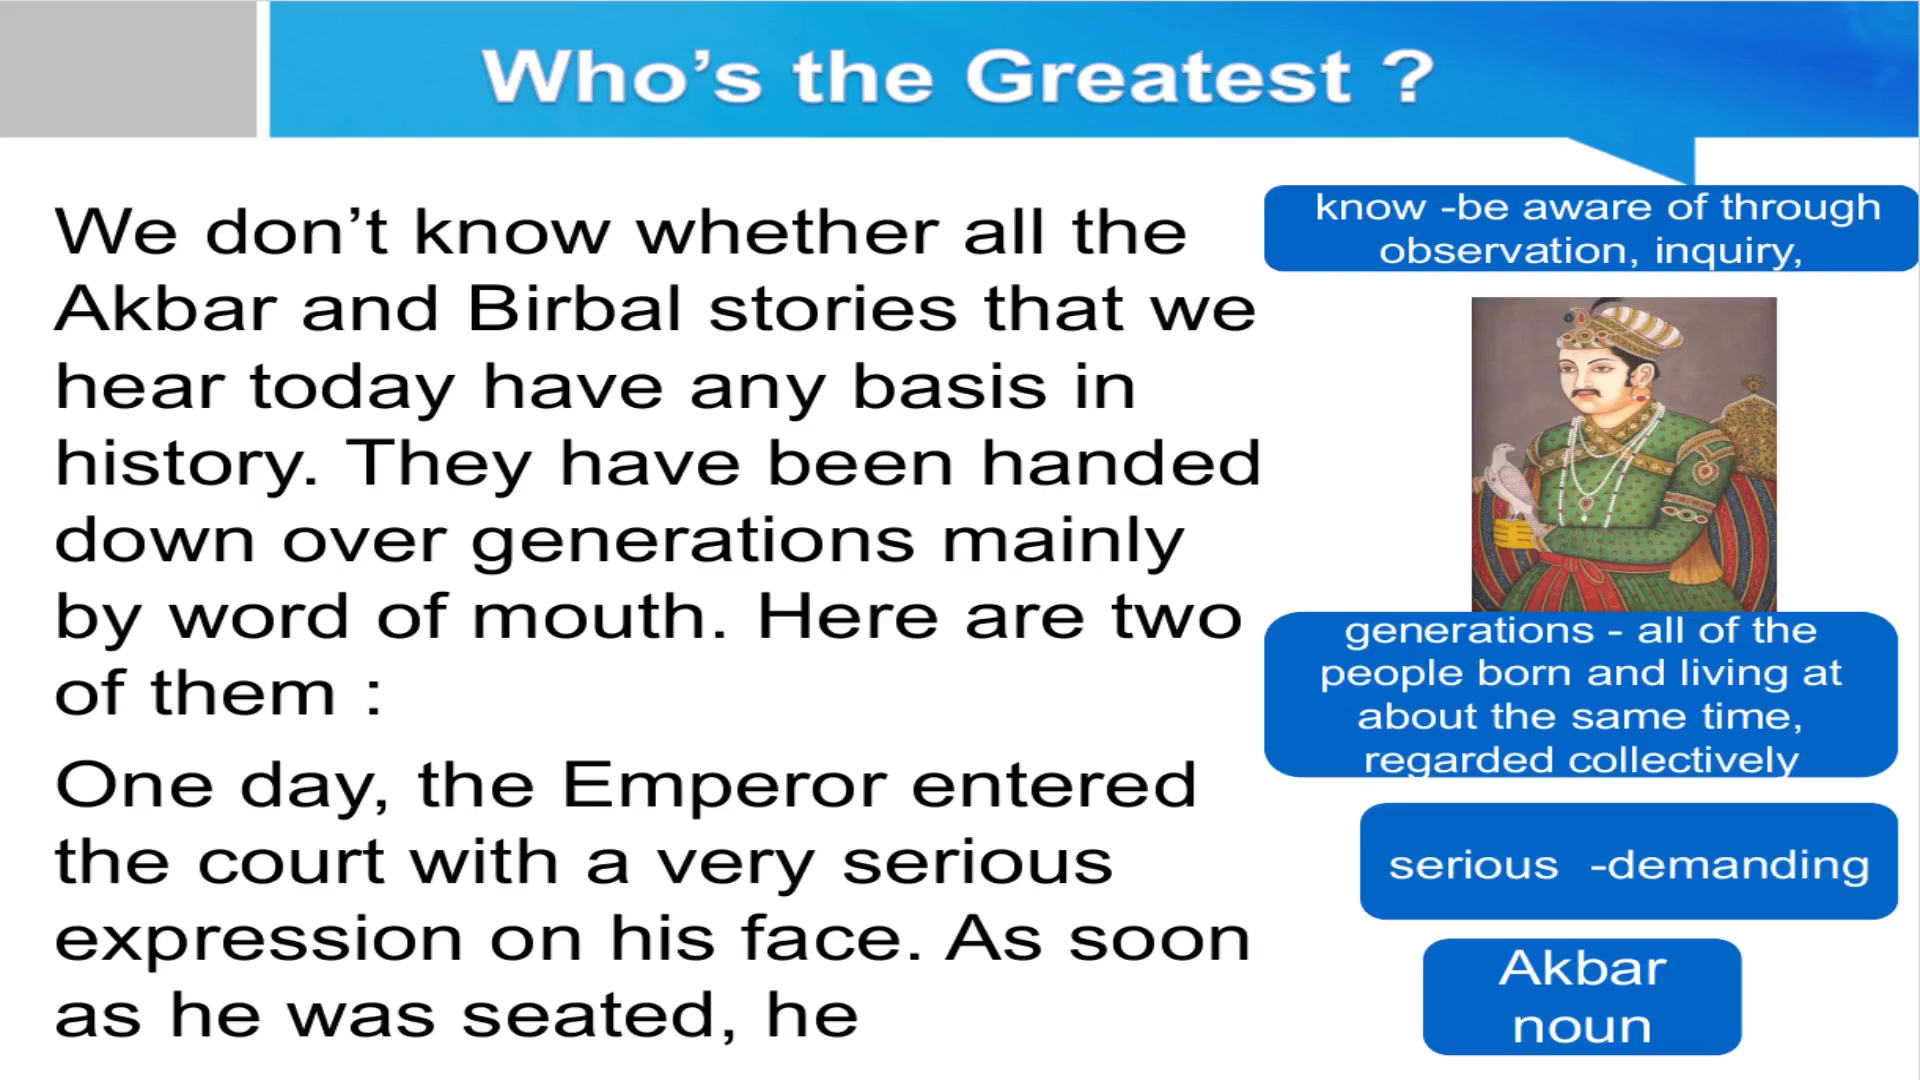 Who’s the Greatest ?
We don’t know whether all the
Akbar and Birbal stories that we
hear today have any basis in
history. They have been handed
down over generations mainly
by word of mouth. Here are two
of them :
One day, the Emperor entered
the court with a very serious
expression on his face. As soon
as he was seated, he
know -be aware of through
observation, inquiry,
generations - all of the
people born and living at
about the same time,
regarded collectively
serious -demanding
Akbar
noun